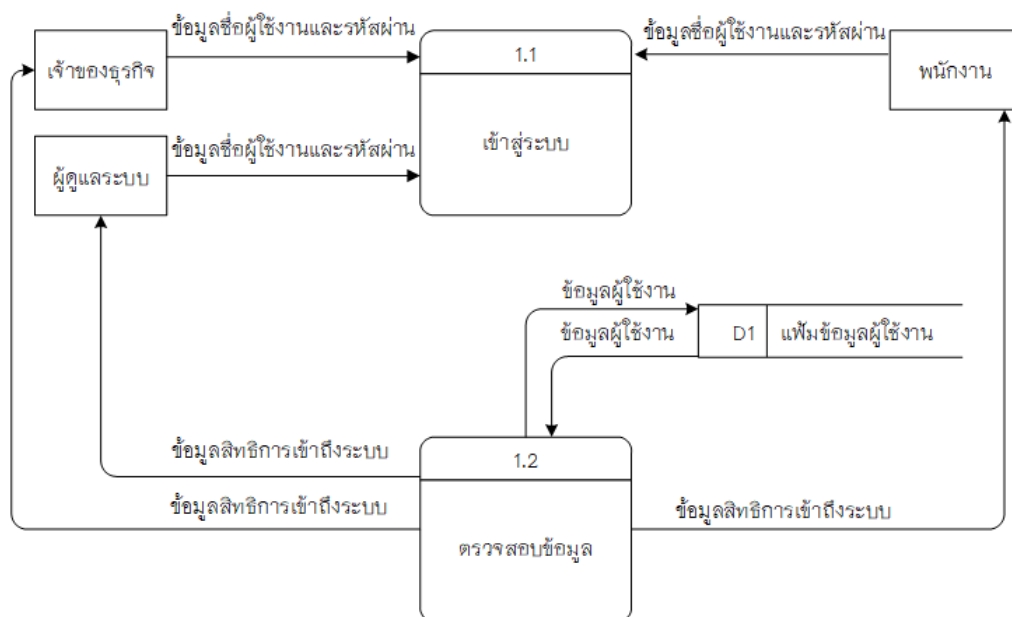 ข้อมูลชื่อผู้ใช้งานและรหัสผ่าน
ข้อมูลชื่อผู้ใช้งานและรหัสผ่าน
เจ้าของธุรกิจ
1.1
พนักงาน
ข้อมูลชื่อผู้ใช้งานและรหัสผ่าน
เข้าสู่ระบบ
ผู้ดูแลระบบ
ข้อมูลผู้ใช้งาน
ข้อมูลผู้ใช้งาน
D1
แฟ้มข้อมูลผู้ใช้งาน
ข้อมูลสิทธิการเข้าถึงระบบ
1.2
ข้อมูลสิทธิการเข้าถึงระบบ
ข้อมูลสิทธิการเข้าถึงระบบ
ตรวจสอบข้อมูล